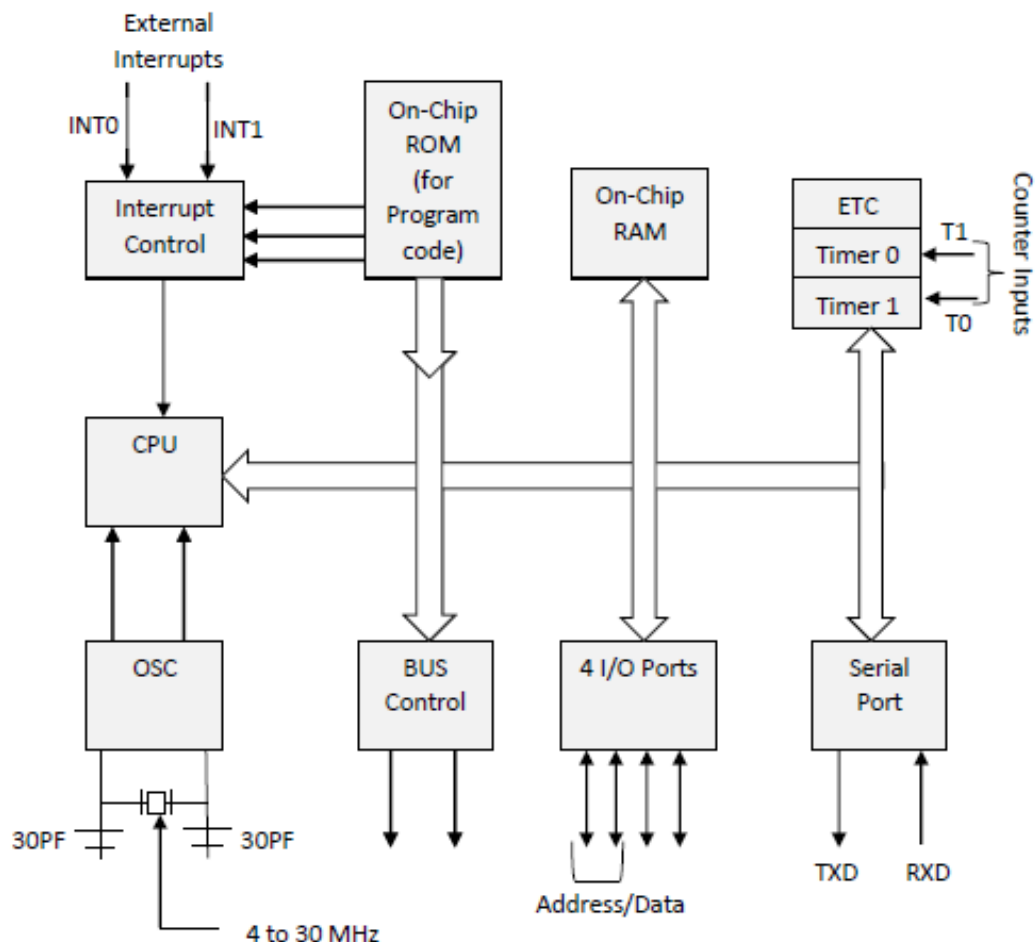 External
Interrupts
INT0
INT1
On-Chip
ROM
(for
Program
code)
Interrupt
Control
On-Chip
RAM
ETC
Timer 0
Timer 1
T1
T0
Counter Inputs
CPU
OSC
BUS
Control
4 I/O Ports
Serial
Port
30PF
30PF
4 to 30 MHz
Address/Data
TXD
RXD